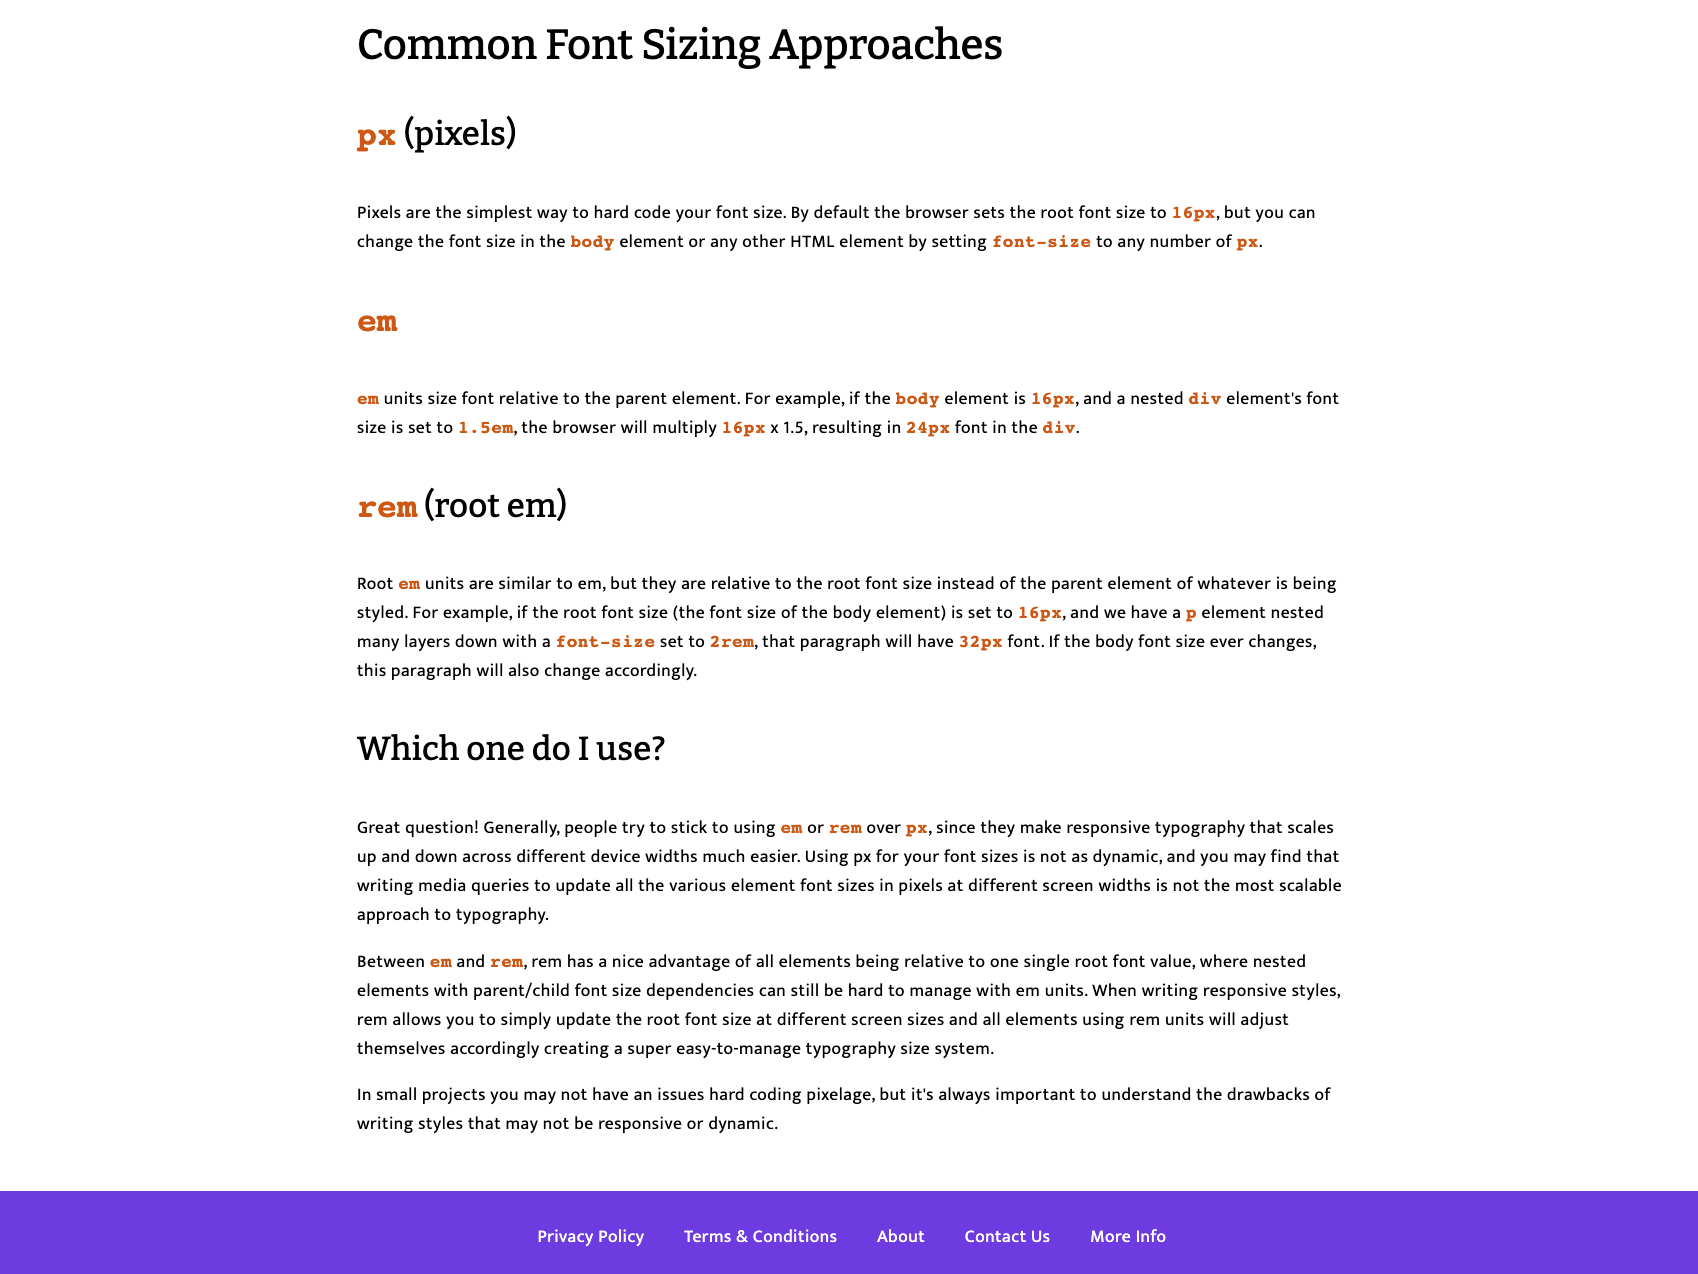 Common Font Sizing Approaches
px (pixels)
Pixels are the simplest way to hard code your font size. By default the browser sets the root font size to 16px, but you can
change the font size in the body element or any other HTML element by setting font-size to any number of px.
em
em units size font relative to the parent element. For example, if the body element is 16px, and a nested div element's font
size is set to 1.5em, the browser will multiply 16px x 1.5, resulting in 24px font in the div.
rem (root em)
Root em units are similar to em, but they are relative to the root font size instead of the parent element of whatever is being
styled. For example, if the root font size (the font size of the body element) is set to 16px, and we have a p element nested
many layers down with a font-size set to 2rem, that paragraph will have 32px font. If the body font size ever changes,
this paragraph will also change accordingly.
Which one do I use?
Great question! Generally, people try to stick to using em or rem over px, since they make responsive typography that scales
up and down across different device widths much easier. Using px for your font sizes is not as dynamic, and you may find that
writing media queries to update all the various element font sizes in pixels at different screen widths is not the most scalable
approach to typography.
Between em and rem, rem has a nice advantage of all elements being relative to one single root font value, where nested
elements with parent/child font size dependencies can still be hard to manage with em units. When writing responsive styles,
rem allows you to simply update the root font size at different screen sizes and all elements using rem units will adjust
themselves accordingly creating a super easy-to-manage typography size system.
In small projects you may not have an issues hard coding pixelage, but it's always important to understand the drawbacks of
writing styles that may not be responsive or dynamic.
Privacy Policy Terms & Conditions About Contact Us More Info